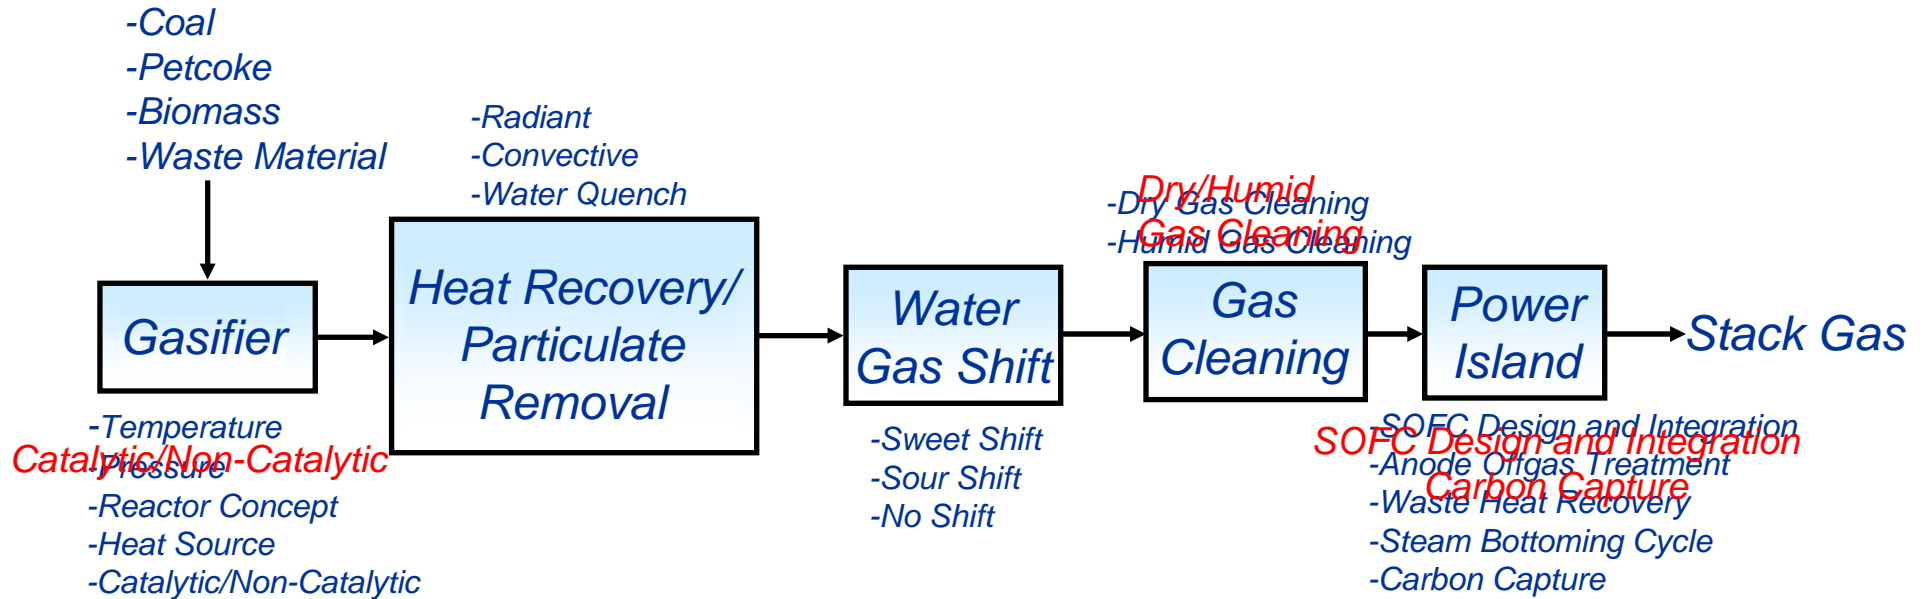 -Coal
-Petcoke
-Biomass
-Waste Material
-Radiant
-Convective
-Water Quench
Dry/Humid
Gas Cleaning
-Dry Gas Cleaning
-Humid Gas Cleaning
Gasifier
Heat Recovery/
Particulate
Removal
Water
Gas Shift
Gas
Cleaning
Power
Island
Stack Gas
-Temperature
-Pressure
-Reactor Concept
-Heat Source
-Catalytic/Non-Catalytic
Catalytic/Non-Catalytic
-Sweet Shift
-Sour Shift
-No Shift
-SOFC Design and Integration
-Anode Offgas Treatment
-Waste Heat Recovery
-Steam Bottoming Cycle
-Carbon Capture
SOFC Design and Integration
Carbon Capture